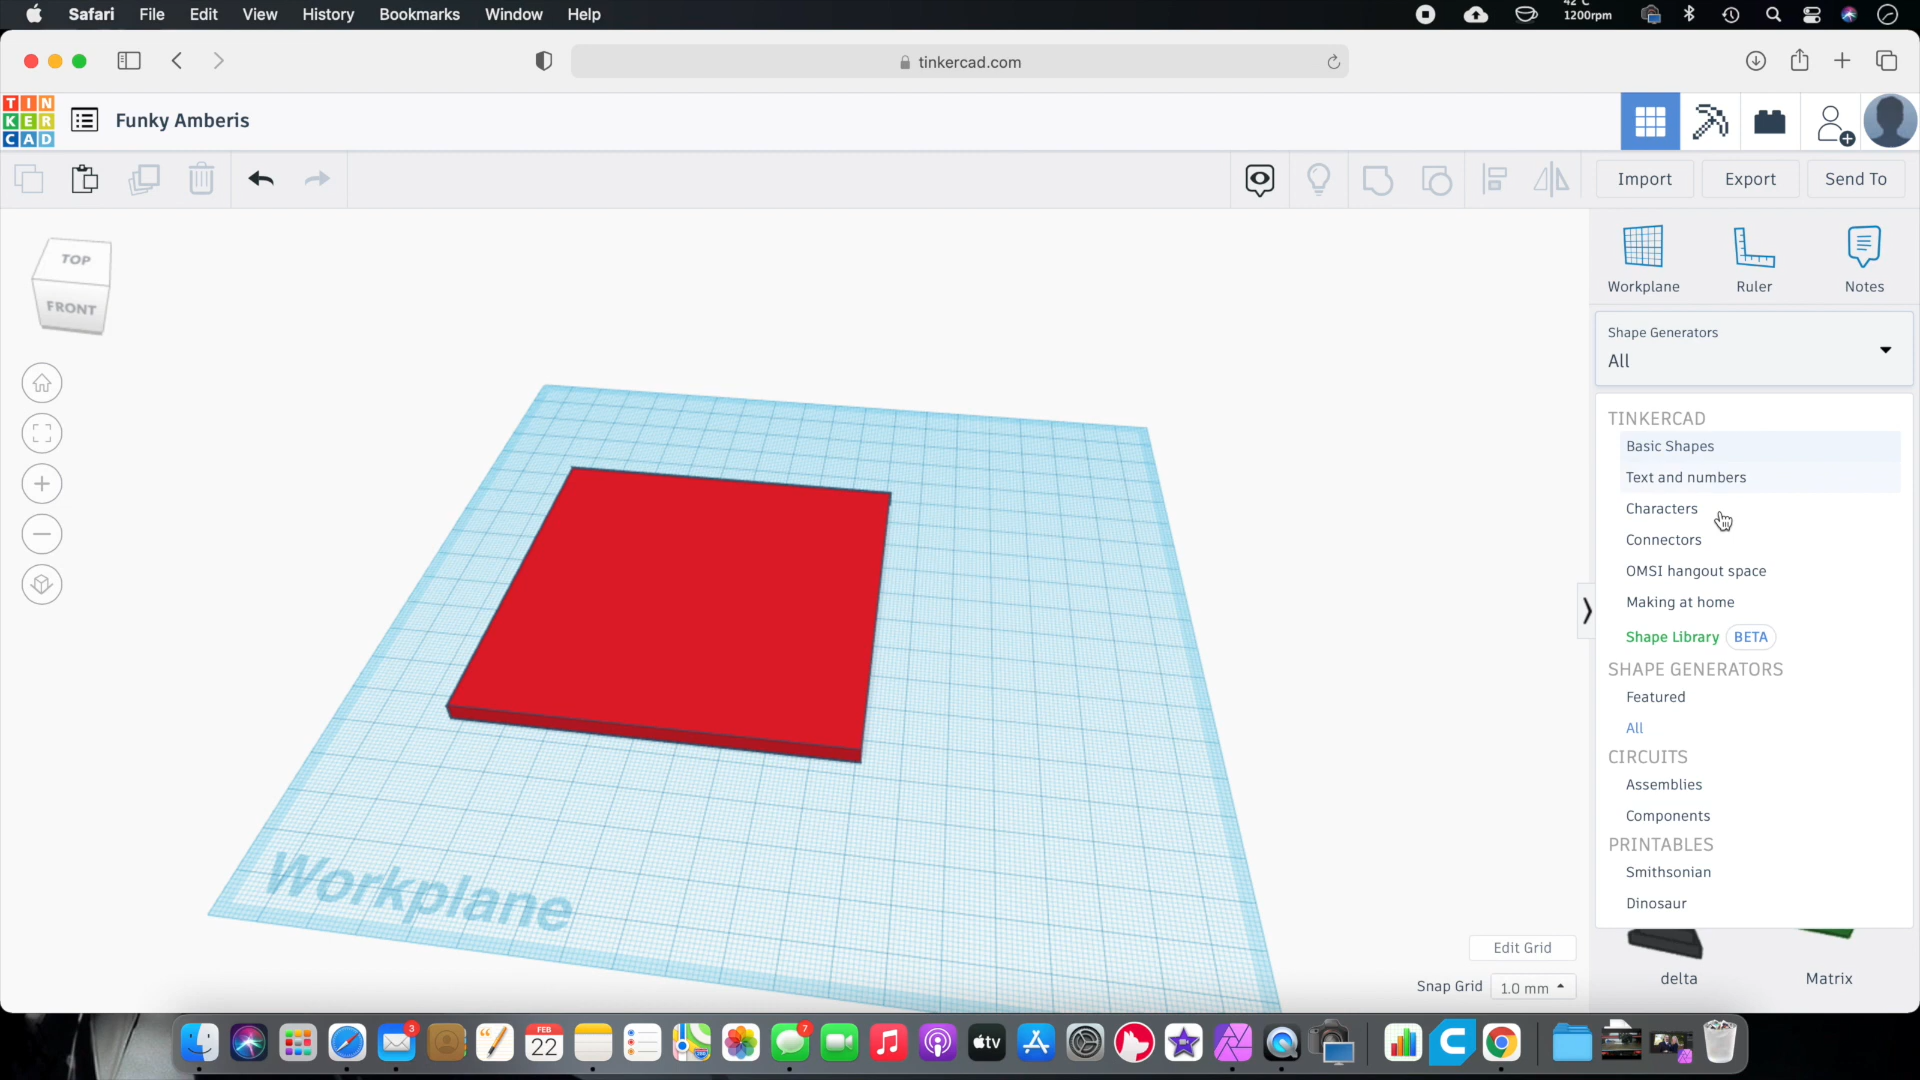 Safari File Edit View History Bookmarks Window Help
42°C
1200rpm
tinkercad.com
TIN
KER
CAD
Funky Amberis
Import Export Send To
TOP
FRONT
Workplane Ruler Notes
Shape Generators
All
TINKERCAD
Basic Shapes
Text and numbers
Characters
Connectors
OMSI hangout space
Making at home
Shape Library BETA
SHAPE GENERATORS
Featured
All
CIRCUITS
Assemblies
Components
PRINTABLES
Smithsonian
Dinosaur
Workplane
Edit Grid
Snap Grid 1.0 mm
delta Matrix
3
FEB
22
7
tv